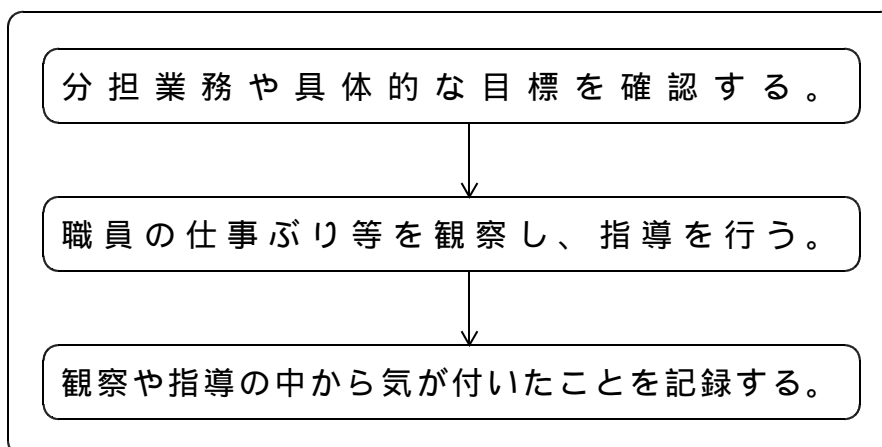 分担業務や具体的な目標を確認する。
職員の仕事ぶり等を観察し、指導を行う。
観察や指導の中から気が付いたことを記録する。